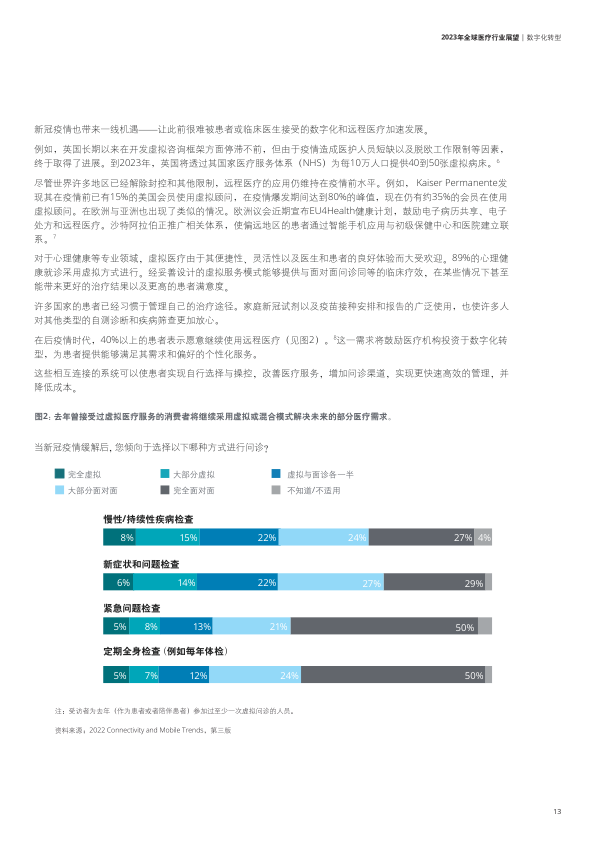 2023年全球医疗行业展望 | 数字化转型
新冠疫情也带来一线机遇——让此前很难被患者或临床医生接受的数字化和远程医疗加速发展。
例如，英国长期以来在开发虚拟咨询框架方面停滞不前，但由于疫情造成医护人员短缺以及脱欧工作限制等因素，
终于取得了进展。到2023年，英国将透过其国家医疗服务体系（NHS）为每10万人口提供40到50张虚拟病床。6
尽管世界许多地区已经解除封控和其他限制，远程医疗的应用仍维持在疫情前水平。例如， Kaiser Permanente发
现其在疫情前已有15%的美国会员使用虚拟顾问，在疫情爆发期间达到80%的峰值，现在仍有约35%的会员在使用
虚拟顾问。在欧洲与亚洲也出现了类似的情况。欧洲议会近期宣布EU4Health健康计划，鼓励电子病历共享、电子
处方和远程医疗。沙特阿拉伯正推广相关体系，使偏远地区的患者通过智能手机应用与初级保健中心和医院建立联
系。7
对于心理健康等专业领域，虚拟医疗由于其便捷性、灵活性以及医生和患者的良好体验而大受欢迎。89%的心理健
康就诊采用虚拟方式进行。经妥善设计的虚拟服务模式能够提供与面对面问诊同等的临床疗效，在某些情况下甚至
能带来更好的治疗结果以及更高的患者满意度。
许多国家的患者已经习惯于管理自己的治疗途径。家庭新冠试剂以及疫苗接种安排和报告的广泛使用，也使许多人
对其他类型的自测诊断和疾病筛查更加放心。
在后疫情时代，40%以上的患者表示愿意继续使用远程医疗（见图2）。8这一需求将鼓励医疗机构投资于数字化转
型，为患者提供能够满足其需求和偏好的个性化服务。
这些相互连接的系统可以使患者实现自行选择与操控，改善医疗服务，增加问诊渠道，实现更快速高效的管理，并
降低成本。
图2：去年曾接受过虚拟医疗服务的消费者将继续采用虚拟或混合模式解决未来的部分医疗需求。
当新冠疫情缓解后，您倾向于选择以下哪种方式进行问诊？
完全虚拟 大部分虚拟 虚拟与面诊各一半
大部分面对面 完全面对面 不知道/不适用
慢性/持续性疾病检查
8% 15% 22% 24% 27% 4%
新症状和问题检查
6% 14% 22% 27% 29%
紧急问题检查
5% 8% 13% 21% 50%
定期全身检查（例如每年体检）
5% 7% 12% 24% 50%
注：受访者为去年（作为患者或者陪伴患者）参加过至少一次虚拟问诊的人员。
资料来源：2022 Connectivity and Mobile Trends，第三版
13